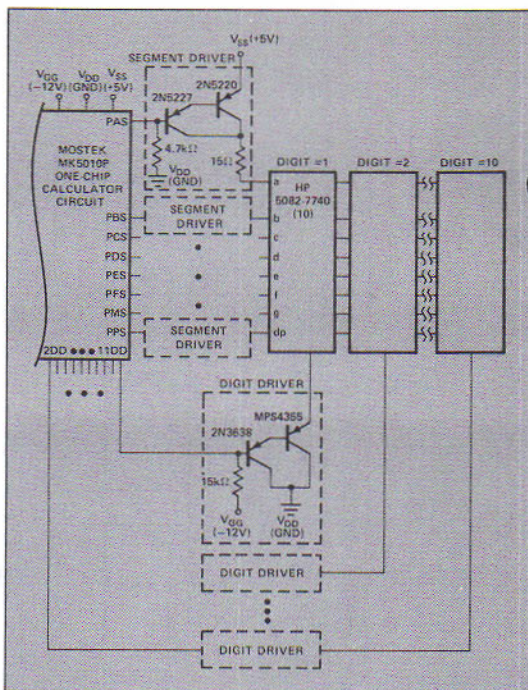 V_SS (+5V)
SEGMENT DRIVER
2N5220
2N5227
V_GG (−12V)
V_DD (GND)
V_SS (+5V)
PAS
4.7kΩ
V_DD (GND)
15Ω
MOSTEK
MK5010P
ONE-CHIP
CALCULATOR
CIRCUIT
DIGIT =1
DIGIT =2
DIGIT =10
HP
5082-7740
(10)
a
b
c
d
e
f
g
dp
PBS
PCS
PDS
PES
PFS
PMS
PPS
SEGMENT
DRIVER
SEGMENT
DRIVER
2DD ●●● 11DD
DIGIT DRIVER
MPS4355
2N3638
15kΩ
V_GG (−12V)
V_DD (GND)
DIGIT DRIVER
DIGIT DRIVER